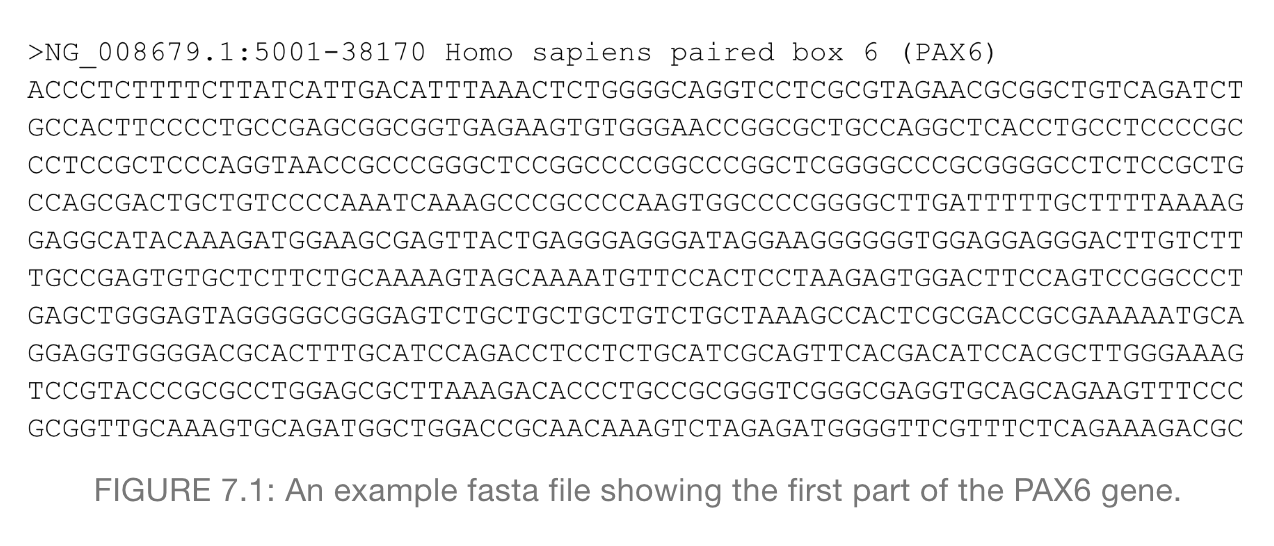 >NG_008679.1:5001-38170 Homo sapiens paired box 6 (PAX6)
ACCCTCTTTTCTTATCATTGACATTTAAACTCTGGGGCAGGTCCTCGCGTAGAACGCGGCTGTCAGATCT
GCCACTTCCCCTGCCGAGCGGCGGTGAGAAGTGTGGGAACCGGCGCTGCCAGGCTCACCTGCCTCCCCGC
CCTCCGCTCCCAGGTAACCGCCCGGGCTCCGGCCCCGGCCCGGCTCGGGGCCCGCGGGGCCTCTCCGCTG
CCAGCGACTGCTGTCCCCAAATCAAAGCCCGCCCCAAGTGGCCCCGGGGCTTGATTTTTGCTTTTAAAAG
GAGGCATACAAAGATGGAAGCGAGTTACTGAGGGAGGGATAGGAAGGGGGGTGGAGGAGGGACTTGTCTT
TGCCGAGTGTGCTCTTCTGCAAAAGTAGCAAAATGTTCCACTCCTAAGAGTGGACTTCCAGTCCGGCCCT
GAGCTGGGAGTAGGGGGCGGGAGTCTGCTGCTGCTGTCTGCTAAAGCCACTCGCGACCGCGAAAAATGCA
GGAGGTGGGGACGCACTTTGCATCCAGACCTCCTCTGCATCGCAGTTCACGACATCCACGCTTGGGAAAG
TCCGTACCCGCGCCTGGAGCGCTTAAAGACACCCTGCCGCGGGTCGGGCGAGGTGCAGCAGAAGTTTCCC
GCGGTTGCAAAGTGCAGATGGCTGGACCGCAACAAAGTCTAGAGATGGGGTTCGTTTCTCAGAAAGACGC
FIGURE 7.1: An example fasta file showing the first part of the PAX6 gene.